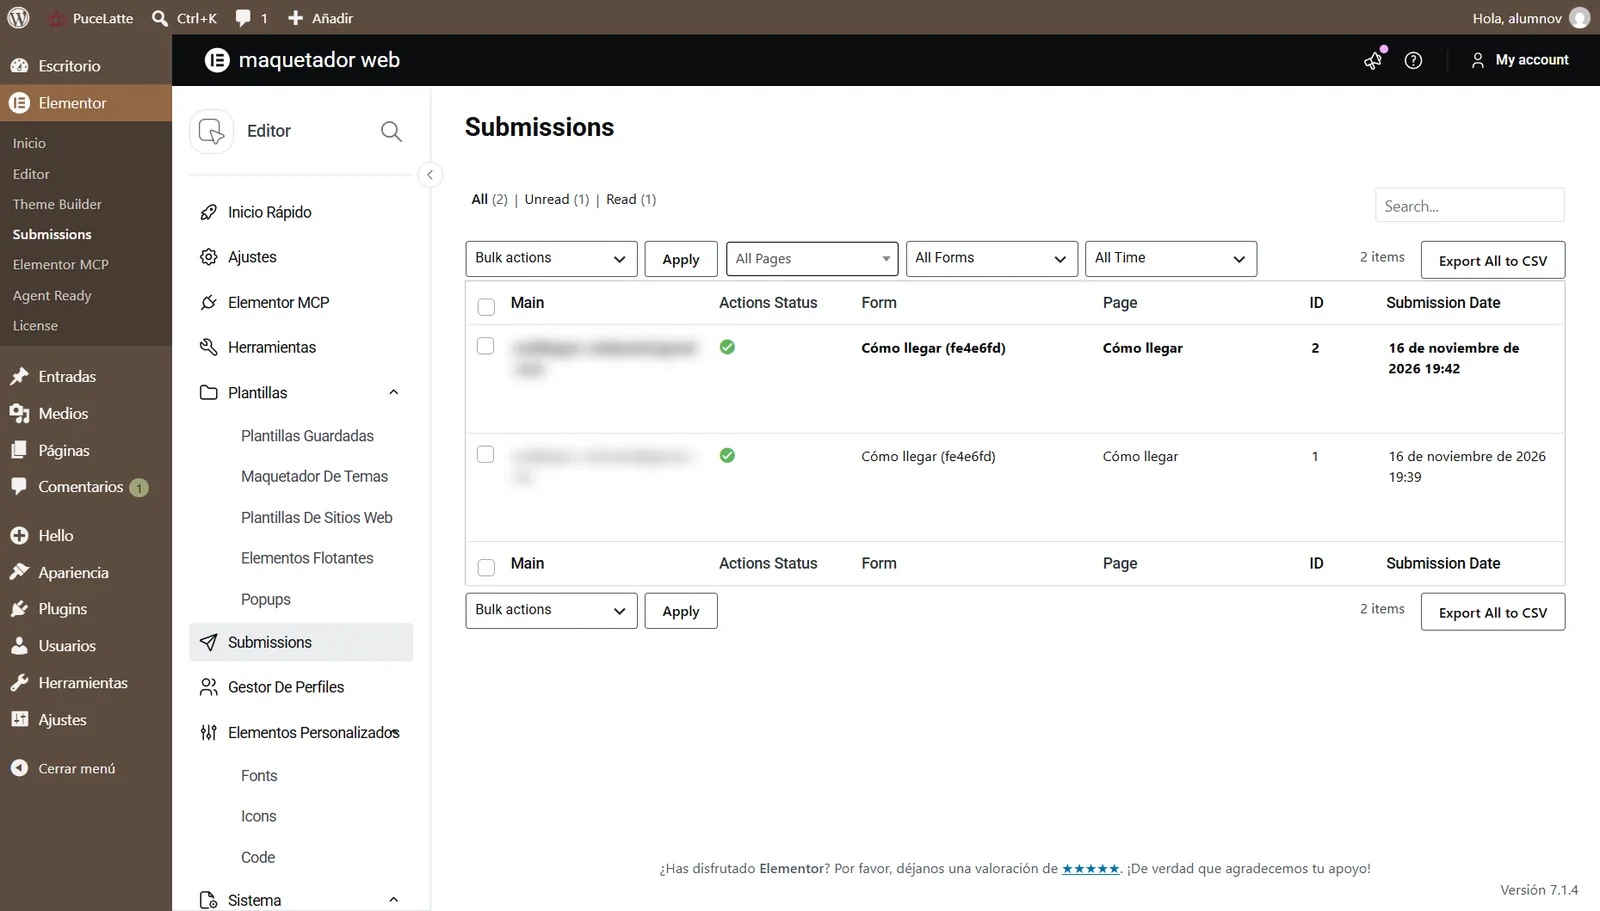 PucLatte
Ctrl+K
1
Añadir
Hola, alumnov
Escritorio
Elementor
Inicio
Editor
Theme Builder
Submissions
Elementor MCP
Agent Ready
License
Entradas
Medios
Páginas
Comentarios 1
Hello
Apariencia
Plugins
Usuarios
Herramientas
Ajustes
Cerrar menú
maquetador web
My account
Editor
Inicio Rápido
Ajustes
Elementor MCP
Herramientas
Plantillas
Plantillas Guardadas
Maquetador De Temas
Plantillas De Sitios Web
Elementos Flotantes
Popups
Submissions
Gestor De Perfiles
Elementos Personalizados
Fonts
Icons
Code
Sistema
Submissions
All (2) | Unread (1) | Read (1)
Search...
Bulk actions
Apply
All Pages
All Forms
All Time
2 items
Export All to CSV
Main Actions Status Form Page ID Submission Date
Cómo llegar (fe4e6fd) Cómo llegar 2 16 de noviembre de
2026 19:42
Cómo llegar (fe4e6fd) Cómo llegar 1 16 de noviembre de 2026
19:39
Main Actions Status Form Page ID Submission Date
Bulk actions
Apply
2 items
Export All to CSV
¿Has disfrutado Elementor? Por favor, déjanos una valoración de ★★★★★. ¡De verdad que agradecemos tu apoyo!
Versión 7.1.4